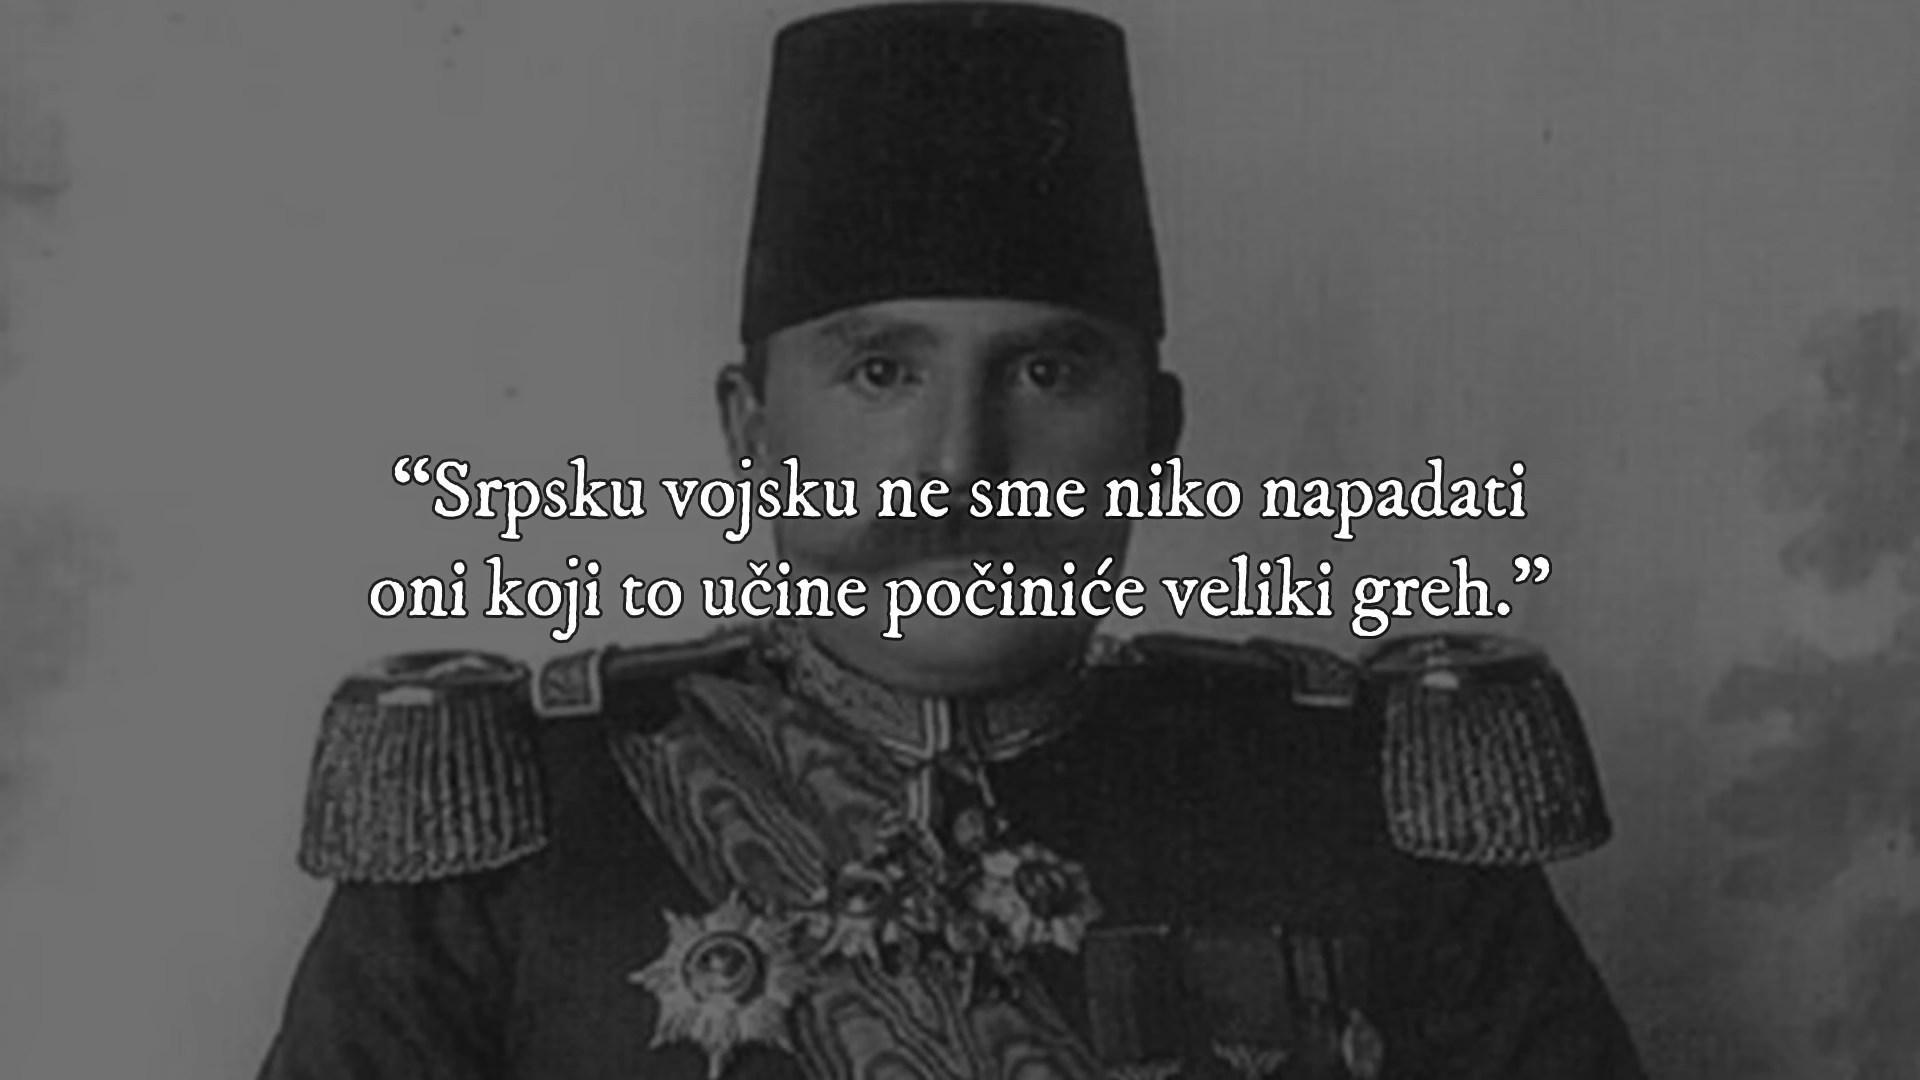 “Srpsku vojsku ne sme niko napadati
oni koji to učine počiniće veliki greh.”